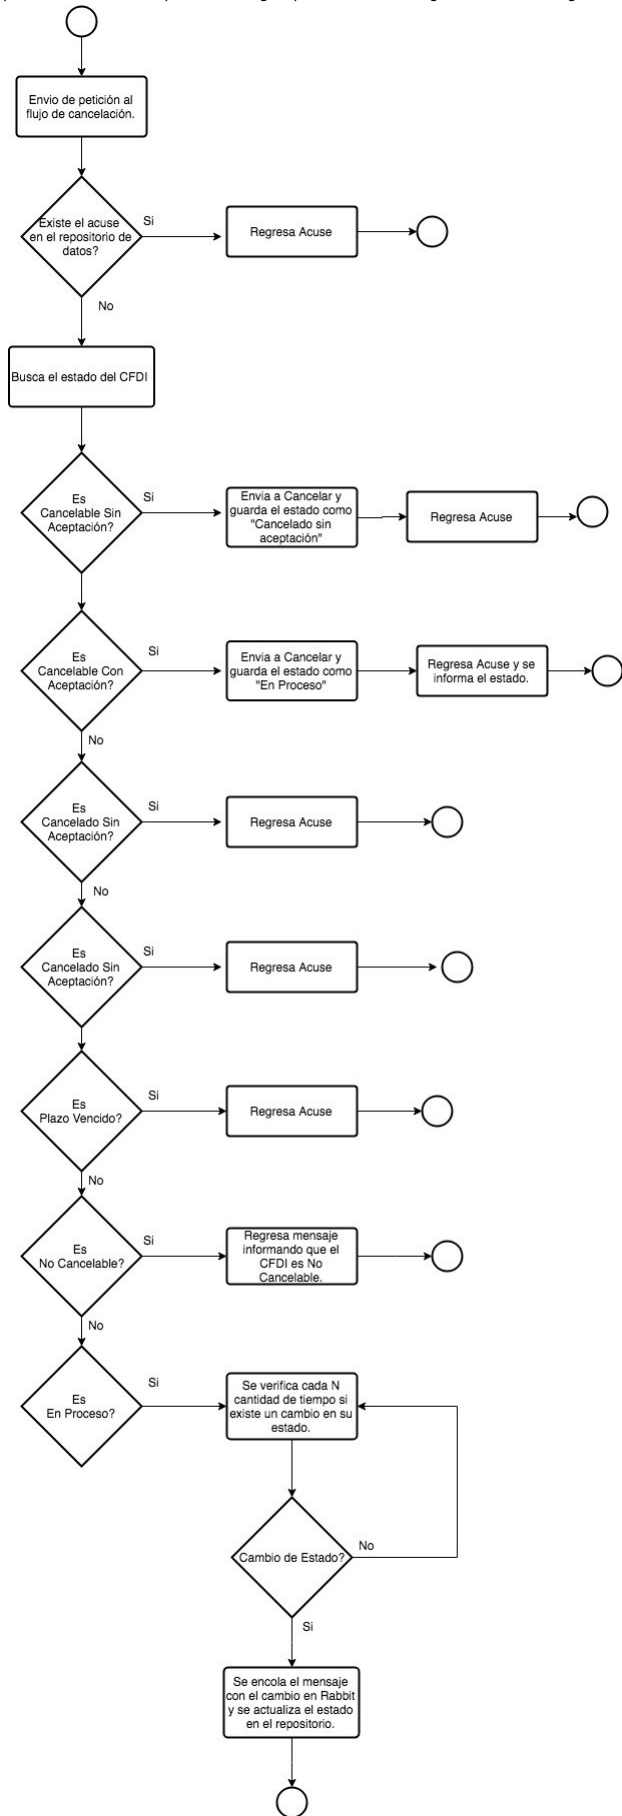 Envio de petición al
flujo de cancelación.
Existe el acuse
en el repositorio de
datos?
Si
Regresa Acuse
No
Busca el estado del CFDI
Es
Cancelable Sin
Aceptación?
Si
Envia a Cancelar y
guarda el estado como
"Cancelado sin
aceptación"
Regresa Acuse
Es
Cancelable Con
Aceptación?
Si
Envia a Cancelar y
guarda el estado como
"En Proceso"
Regresa Acuse y se
informa el estado.
No
Es
Cancelado Sin
Aceptación?
Si
Regresa Acuse
No
Es
Cancelado Sin
Aceptación?
Si
Regresa Acuse
Es
Plazo Vencido?
Si
Regresa Acuse
No
Es
No Cancelable?
Si
Regresa mensaje
informando que el
CFDI es No
Cancelable.
No
Es
En Proceso?
Si
Se verifica cada N
cantidad de tiempo si
existe un cambio en su
estado.
Cambio de Estado?
No
Si
Se encola el mensaje
con el cambio en Rabbit
y se actualiza el estado
en el repositorio.